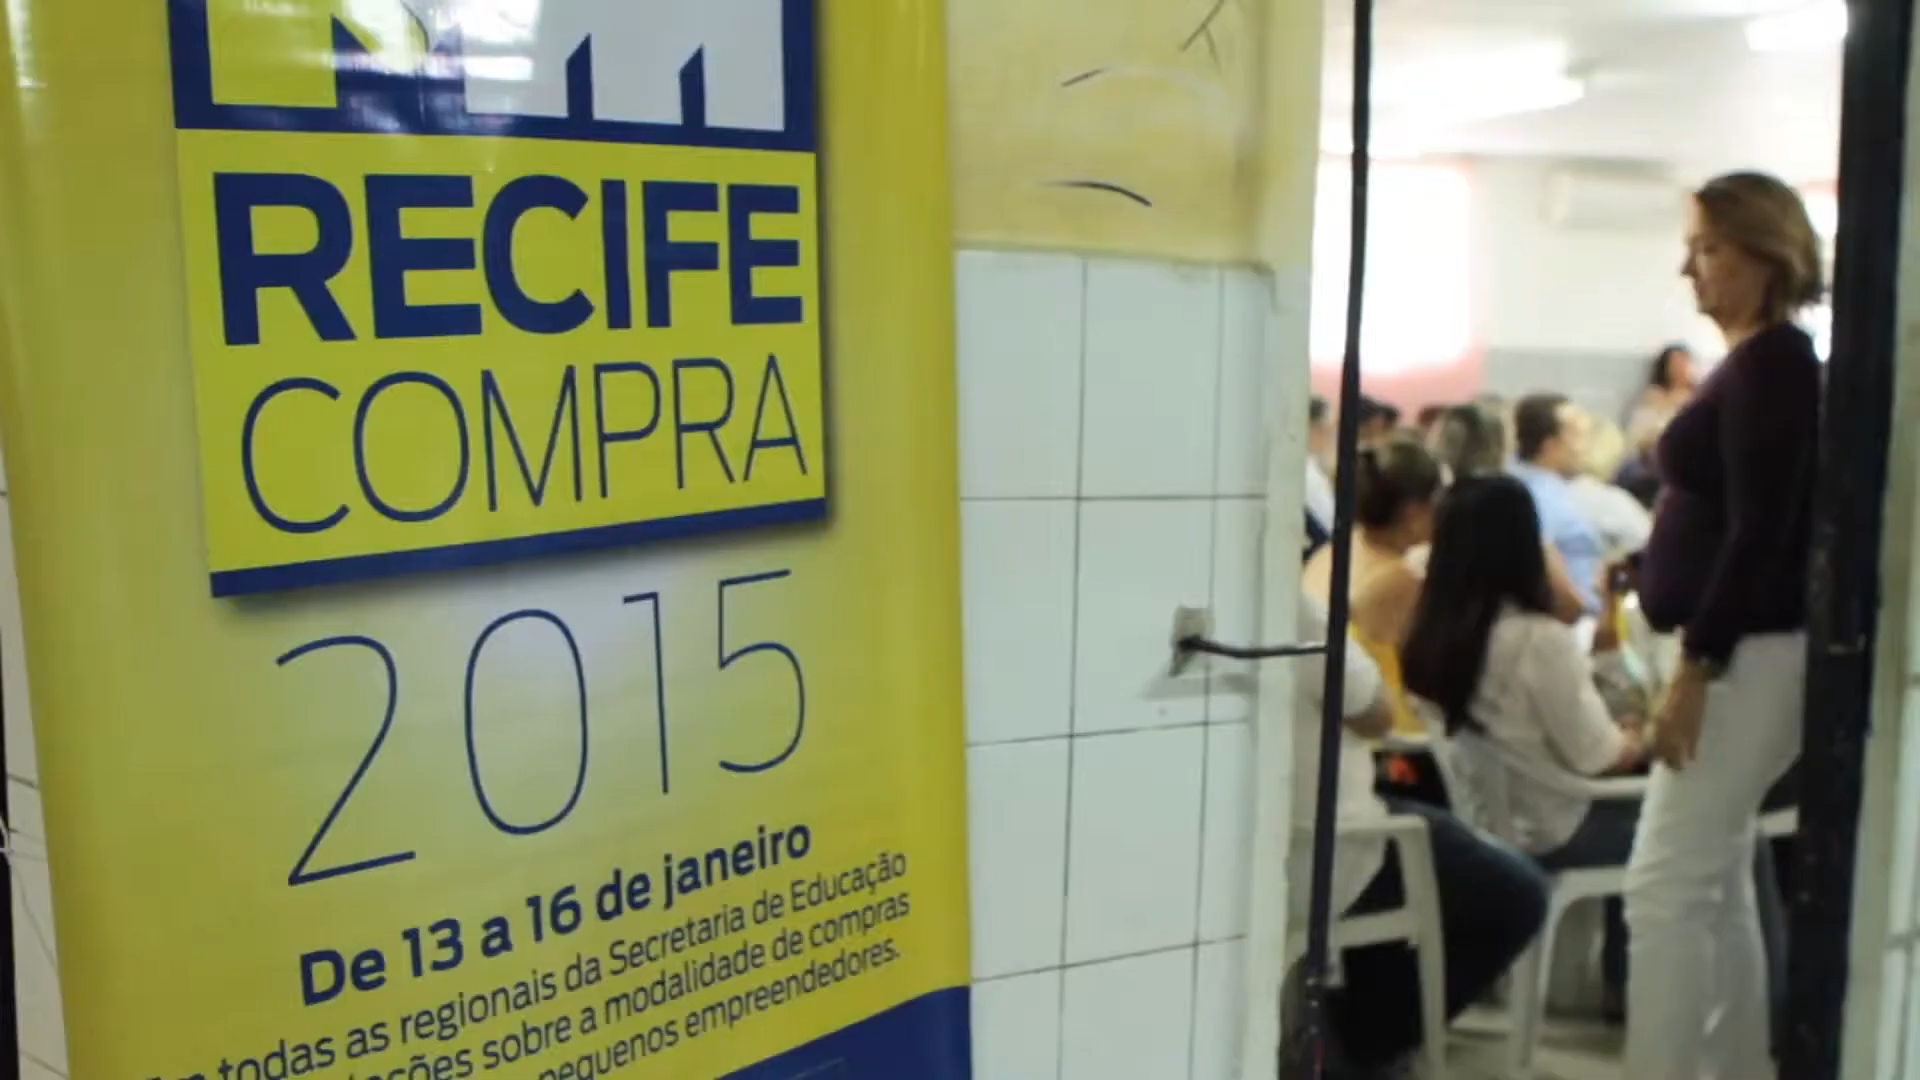 RECIFE
COMPRA
2015
De 13 a 16 de janeiro
todas as regionais da Secretaria de Educação
sobre a modalidade de compras
pequenos empreendedores.